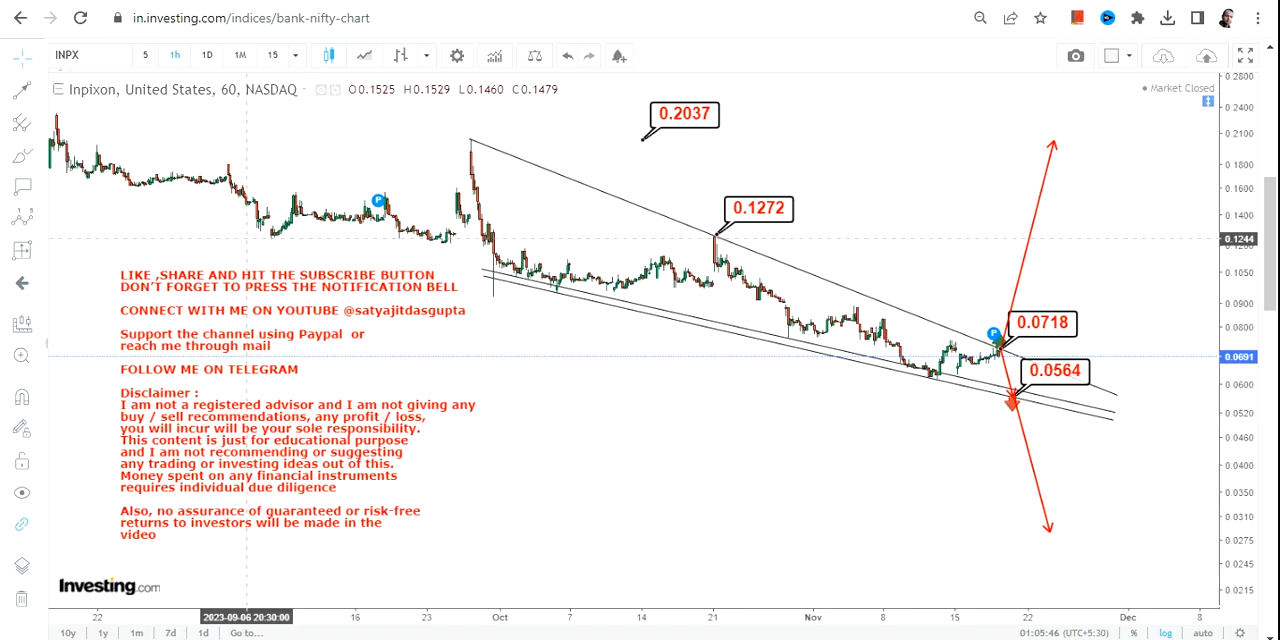 in.investing.com/indices/bank-nifty-chart
INPX
5 1h 1D 1M 15
Inpixon, United States, 60, NASDAQ O0.1525 H0.1529 L0.1460 C0.1479
Market Closed
0.2037
0.1272
0.0718
0.0564
LIKE ,SHARE AND HIT THE SUBSCRIBE BUTTON
DON'T FORGET TO PRESS THE NOTIFICATION BELL
CONNECT WITH ME ON YOUTUBE @satyajitdasgupta
Support the channel using Paypal or
reach me through mail
FOLLOW ME ON TELEGRAM
Disclaimer :
I am not a registered advisor and I am not giving any
buy / sell recommendations, any profit / loss,
you will incur will be your sole responsibility.
This content is just for educational purpose
and I am not recommending or suggesting
any trading or investing ideas out of this.
Money spent on any financial instruments
requires individual due diligence
Also, no assurance of guaranteed or risk-free
returns to investors will be made in the
video
P
P
Investing.com
0.2800
0.2400
0.2100
0.1800
0.1600
0.1400
0.1244
0.1050
0.0900
0.0800
0.0691
0.0600
0.0520
0.0460
0.0400
0.0350
0.0310
0.0275
0.0245
0.0215
22 2023-09-06 20:30:00 16 23 Oct 7 14 21 Nov 8 15 22 Dec 8
10y 1y 1m 7d 1d Go to... 01:05:46 (UTC+5:30) % log auto